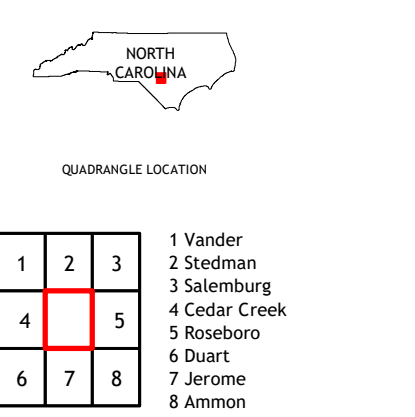 NORTH
CAROLINA
QUADRANGLE LOCATION
1 2 3
4 5
6 7 8
1 Vander
2 Stedman
3 Salemburg
4 Cedar Creek
5 Roseboro
6 Duart
7 Jerome
8 Ammon